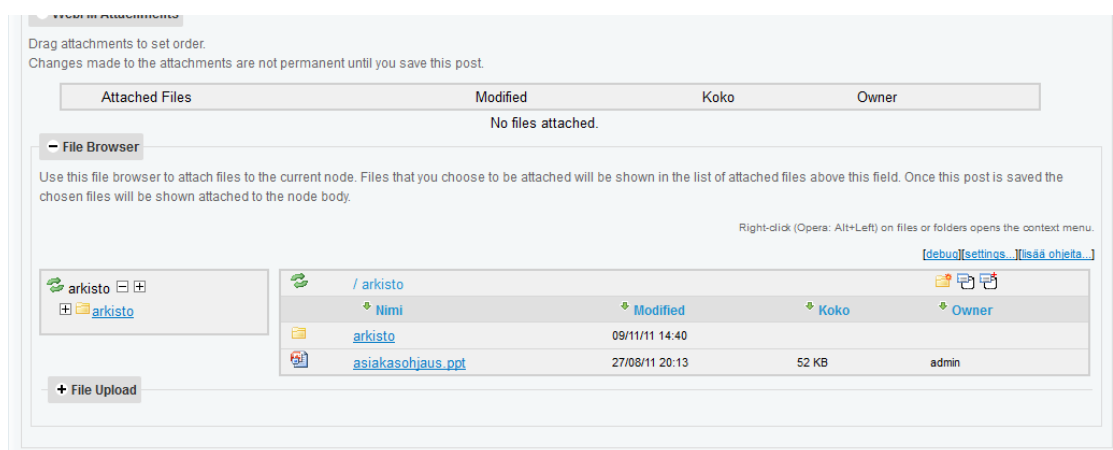 WebFM Attachments
Drag attachments to set order.
Changes made to the attachments are not permanent until you save this post.
Attached Files Modified Koko Owner
No files attached.
File Browser
Use this file browser to attach files to the current node. Files that you choose to be attached will be shown in the list of attached files above this field. Once this post is saved the
chosen files will be shown attached to the node body.
Right-click (Opera: Alt+Left) on files or folders opens the context menu.
[debug][settings...][lisää ohjeita...]
arkisto
arkisto
/ arkisto
Nimi Modified Koko Owner
arkisto 09/11/11 14:40
asiakasohjaus.ppt 27/08/11 20:13 52 KB admin
File Upload